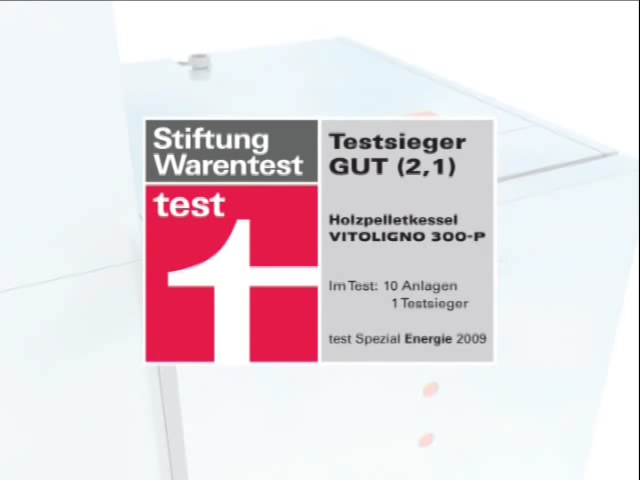 Stiftung
Warentest
test
Testsieger
GUT (2,1)
Holzpelletkessel
VITOLIGNO 300-P
Im Test: 10 Anlagen
1 Testsieger
test Spezial Energie 2009